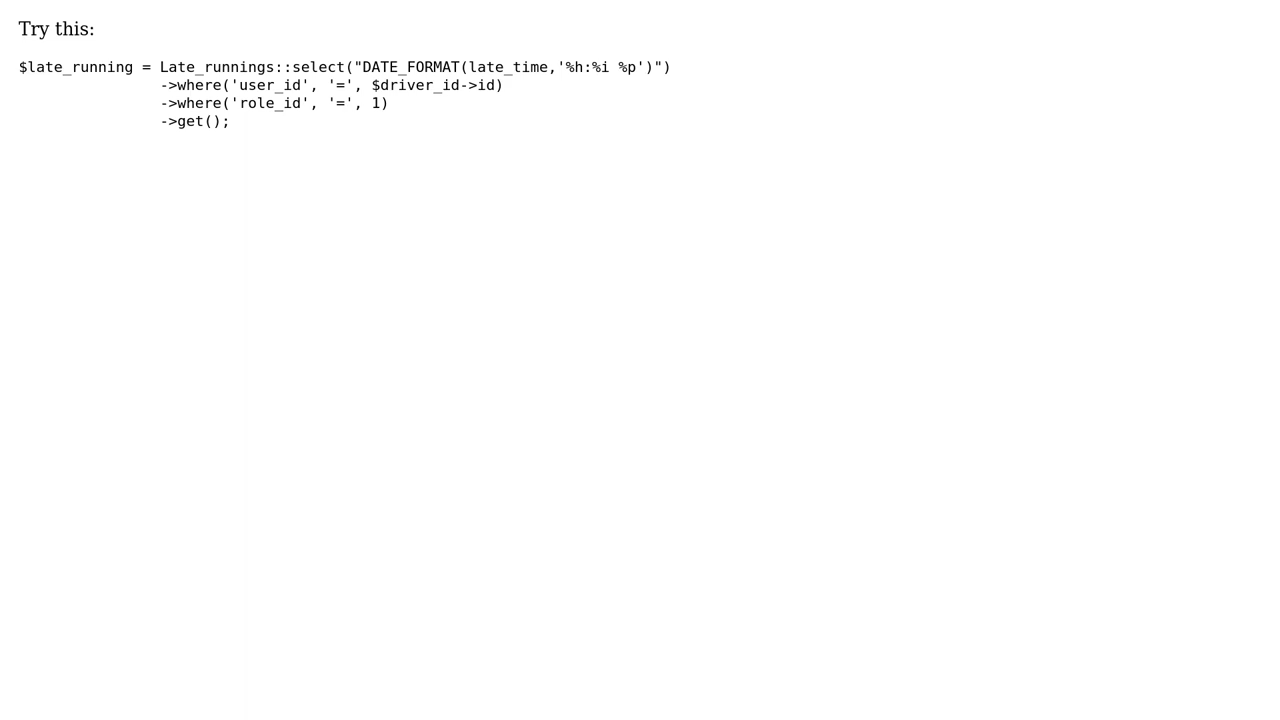 Try this:
$late_running = Late_runnings::select("DATE_FORMAT(late_time,'%h:%i %p')")
                ->where('user_id', '=', $driver_id->id)
                ->where('role_id', '=', 1)
                ->get();